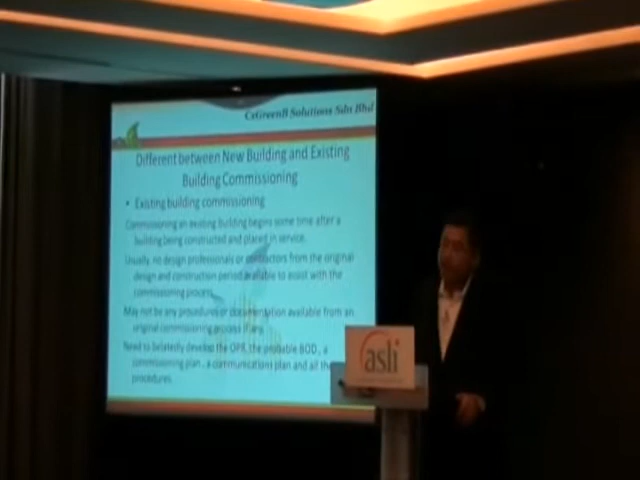 CxGreenB Solutions Sdn Bhd
Different between New Building and Existing
Building Commissioning
• Existing building commissioning
Commissioning an existing building begins some time after a
building being constructed and placed in service.
Usually, no design professionals or contractors from the original
design and construction period available to assist with the
commissioning process.
May not be any procedures or documentation available from an
original commissioning process
Need to belatedly develop the OPR, the probable BOD, a
commissioning plan, a communications plan and all the
procedures.
asli